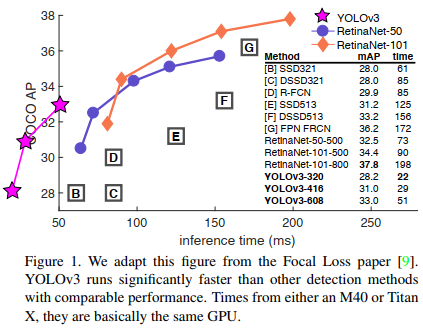 38
36
34
32
30
28
COCO AP
YOLOv3
RetinaNet-50
RetinaNet-101
Method mAP time
[B] SSD321 28.0 61
[C] DSSD321 28.0 85
[D] R-FCN 29.9 85
[E] SSD513 31.2 125
[F] DSSD513 33.2 156
[G] FPN FRCN 36.2 172
RetinaNet-50-500 32.5 73
RetinaNet-101-500 34.4 90
RetinaNet-101-800 37.8 198
YOLOv3-320 28.2 22
YOLOv3-416 31.0 29
YOLOv3-608 33.0 51
G
F
E
D
B C
50 100 150 200 250
inference time (ms)
Figure 1. We adapt this figure from the Focal Loss paper [9].
YOLOv3 runs significantly faster than other detection methods
with comparable performance. Times from either an M40 or Titan
X, they are basically the same GPU.